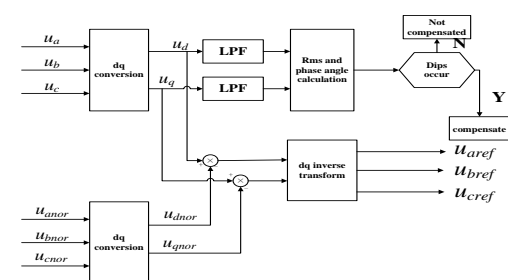 Not
compensated
N
u_a
u_b
u_c
dq
conversion
u_d
u_q
LPF
LPF
Rms and
phase angle
calculation
Dips
occur
Y
compensate
dq inverse
transform
u_aref
u_bref
u_cref
u_anor
u_bnor
u_cnor
dq
conversion
u_dnor
u_qnor